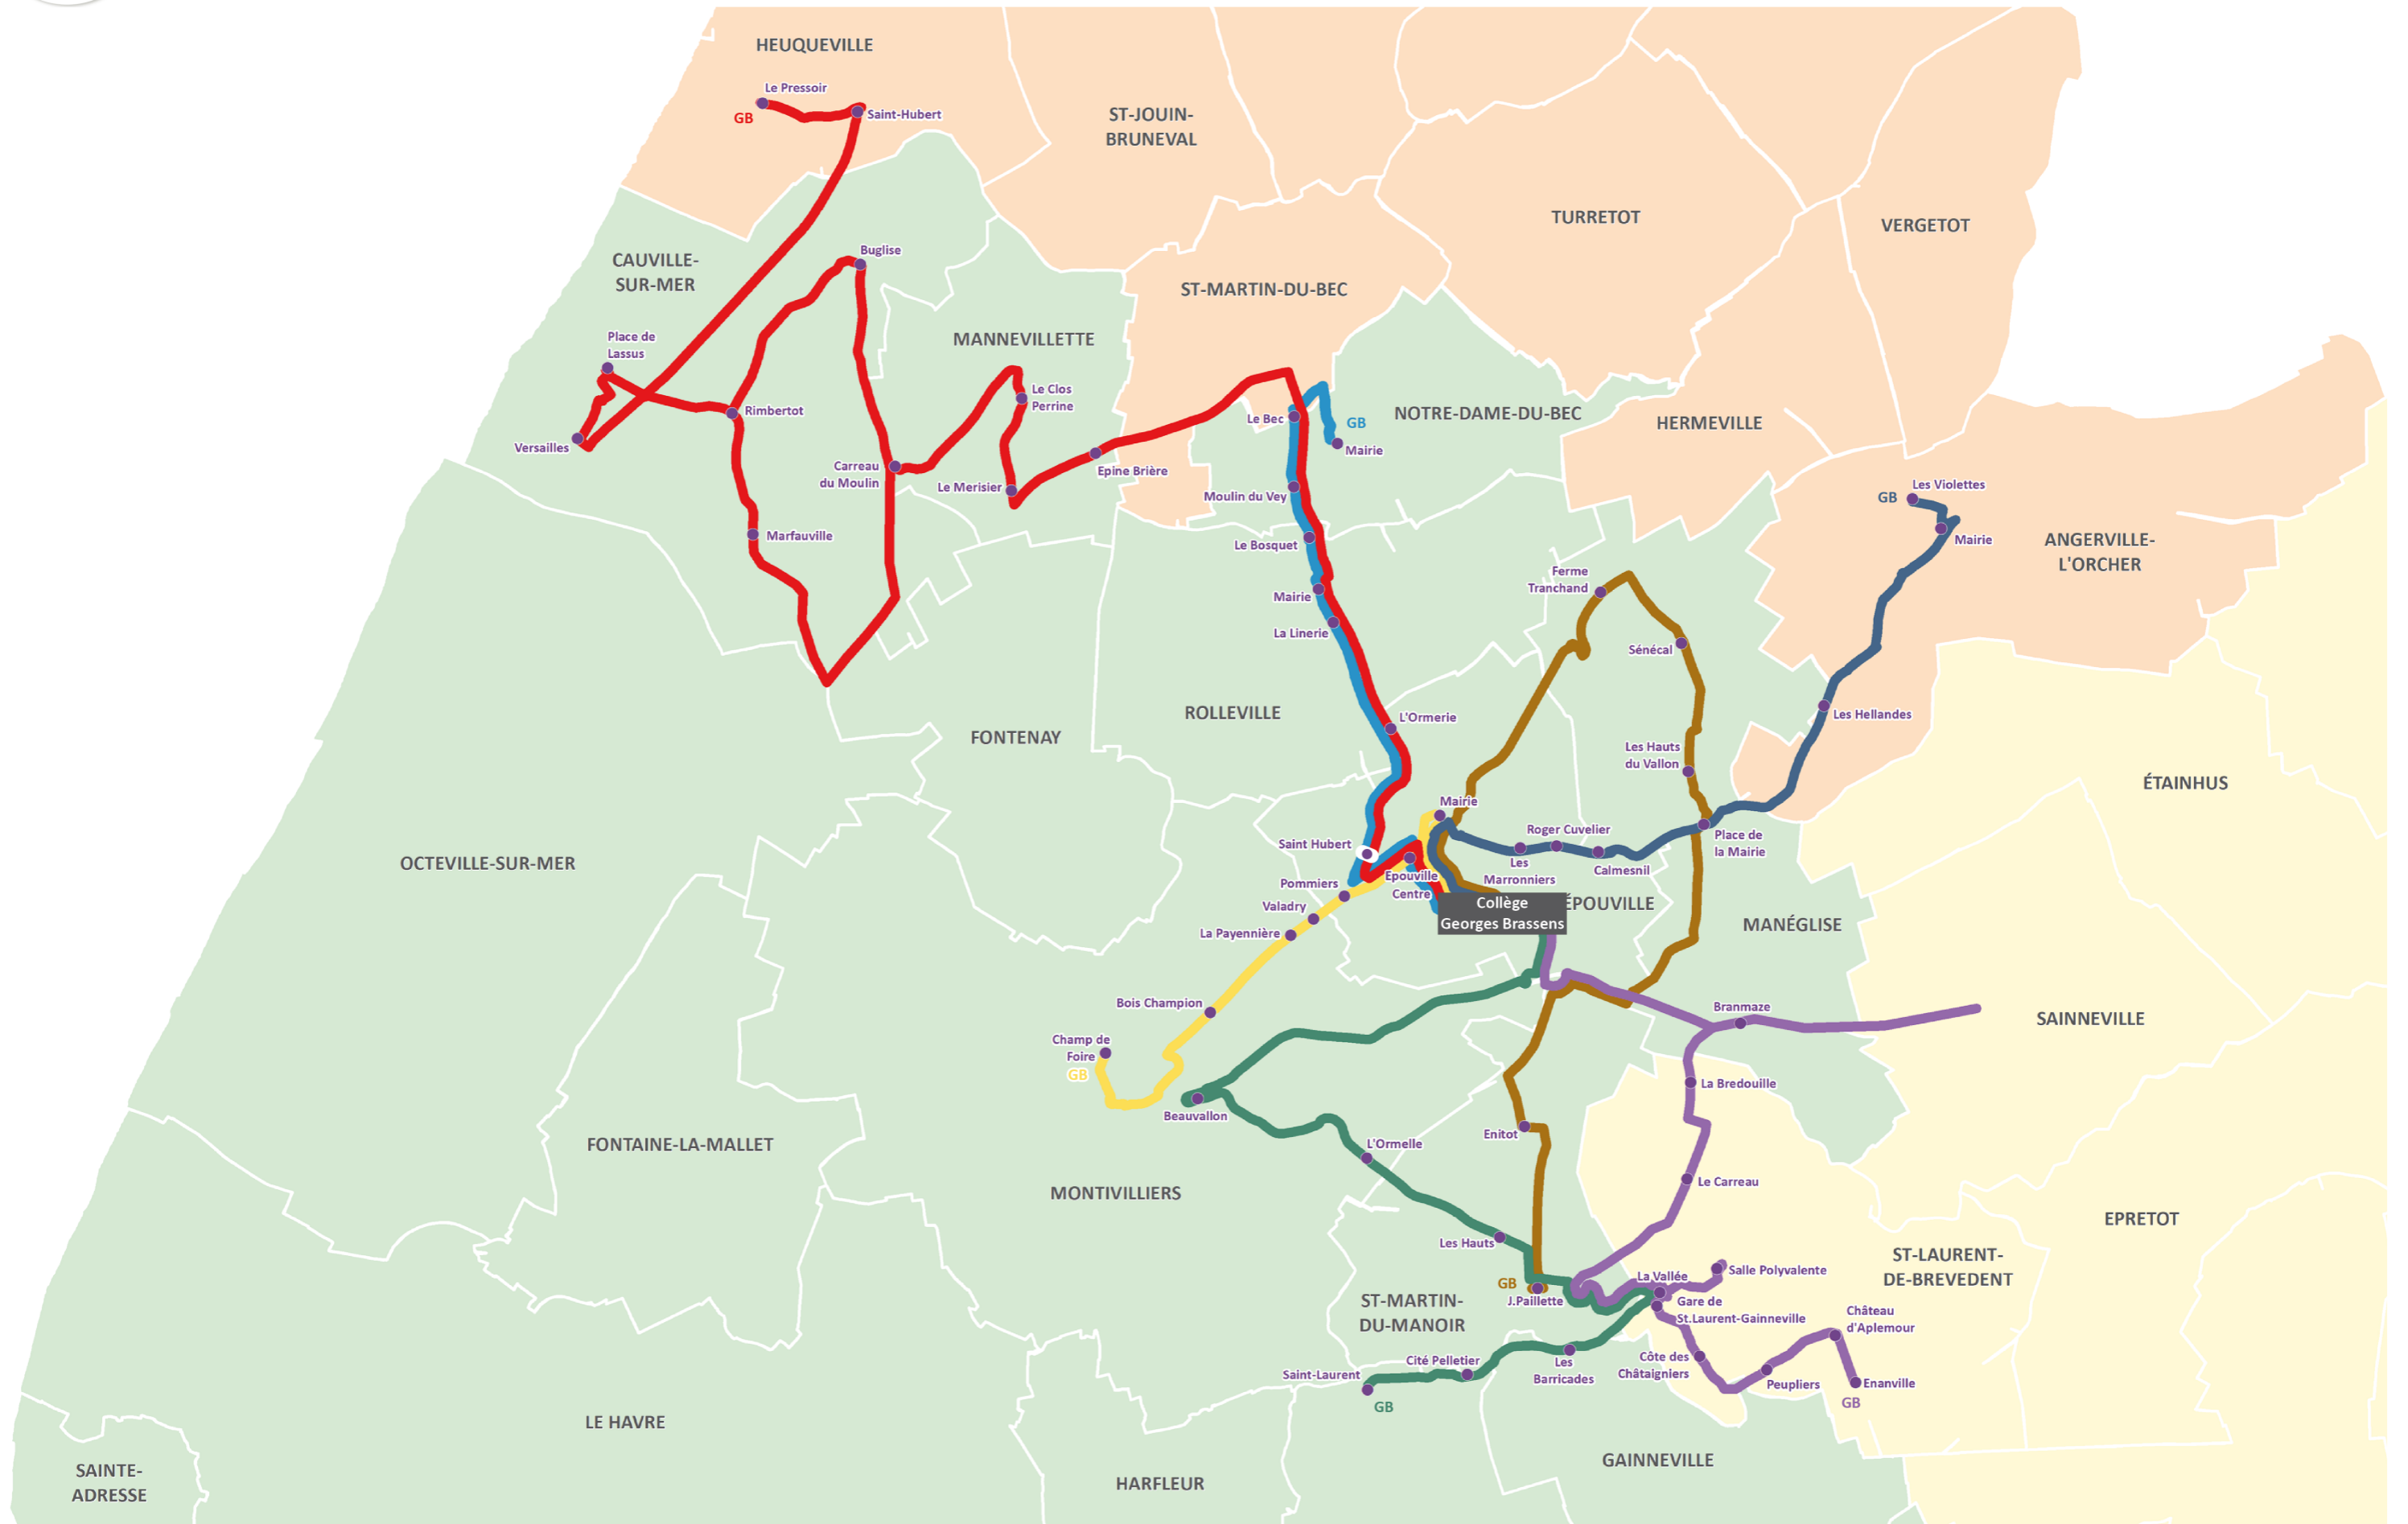 HEUQUEVILLE
Le Pressoir
GB
Saint-Hubert
ST-JOUIN-
BRUNEVAL
TURRETOT
VERGETOT
CAUVILLE-
SUR-MER
Buglise
ST-MARTIN-DU-BEC
Place de
Lassus
MANNEVILLETTE
Le Clos
Perrine
Rimbertot
Versailles
Le Bec
GB
Mairie
NOTRE-DAME-DU-BEC
HERMEVILLE
Carreau
du Moulin
Le Merisier
Epine Brière
Moulin du Vey
GB
Les Violettes
Mairie
ANGERVILLE-
L'ORCHER
Marfauville
Le Bosquet
Ferme
Tranchand
Mairie
La Linerie
Sénécal
ROLLEVILLE
L'Ormerie
Les Hellandes
FONTENAY
Les Hauts
du Vallon
ÉTAINHUS
Mairie
Roger Cuvelier
Place de
la Mairie
Saint Hubert
OCTEVILLE-SUR-MER
Les
Marronniers
Calmesnil
Epouville
Centre
Pommiers
Valadry
Collège
Georges Brassens
ÉPOUVILLE
MANÉGLISE
La Payennière
Bois Champion
Branmaze
SAINNEVILLE
Champ de
Foire
GB
La Bredouille
Beauvallon
Enitot
FONTAINE-LA-MALLET
L'Ormelle
Le Carreau
MONTIVILLIERS
EPRETOT
Les Hauts
ST-LAURENT-
DE-BREVEDENT
La Vallée
Salle Polyvalente
GB
J.Paillette
ST-MARTIN-
DU-MANOIR
Gare de
St.Laurent-Gainneville
Château
d'Aplemour
Cité Pelletier
Les
Barricades
Côte des
Châtaigniers
Saint-Laurent
GB
Peupliers
Enanville
GB
LE HAVRE
GAINNEVILLE
SAINTE-
ADRESSE
HARFLEUR